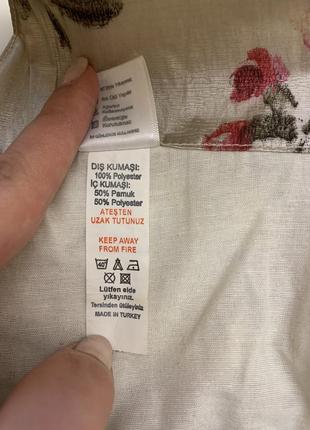 DIŞ KUMAŞI:
100% Polyester
İÇ KUMAŞI:
50% Pamuk
50% Polyester
ATEŞTEN
UZAK TUTUNUZ
KEEP AWAY
FROM FIRE
40°
Lütfen elde
yıkayınız.
Tersinden ütüleyiniz
MADE IN TURKEY